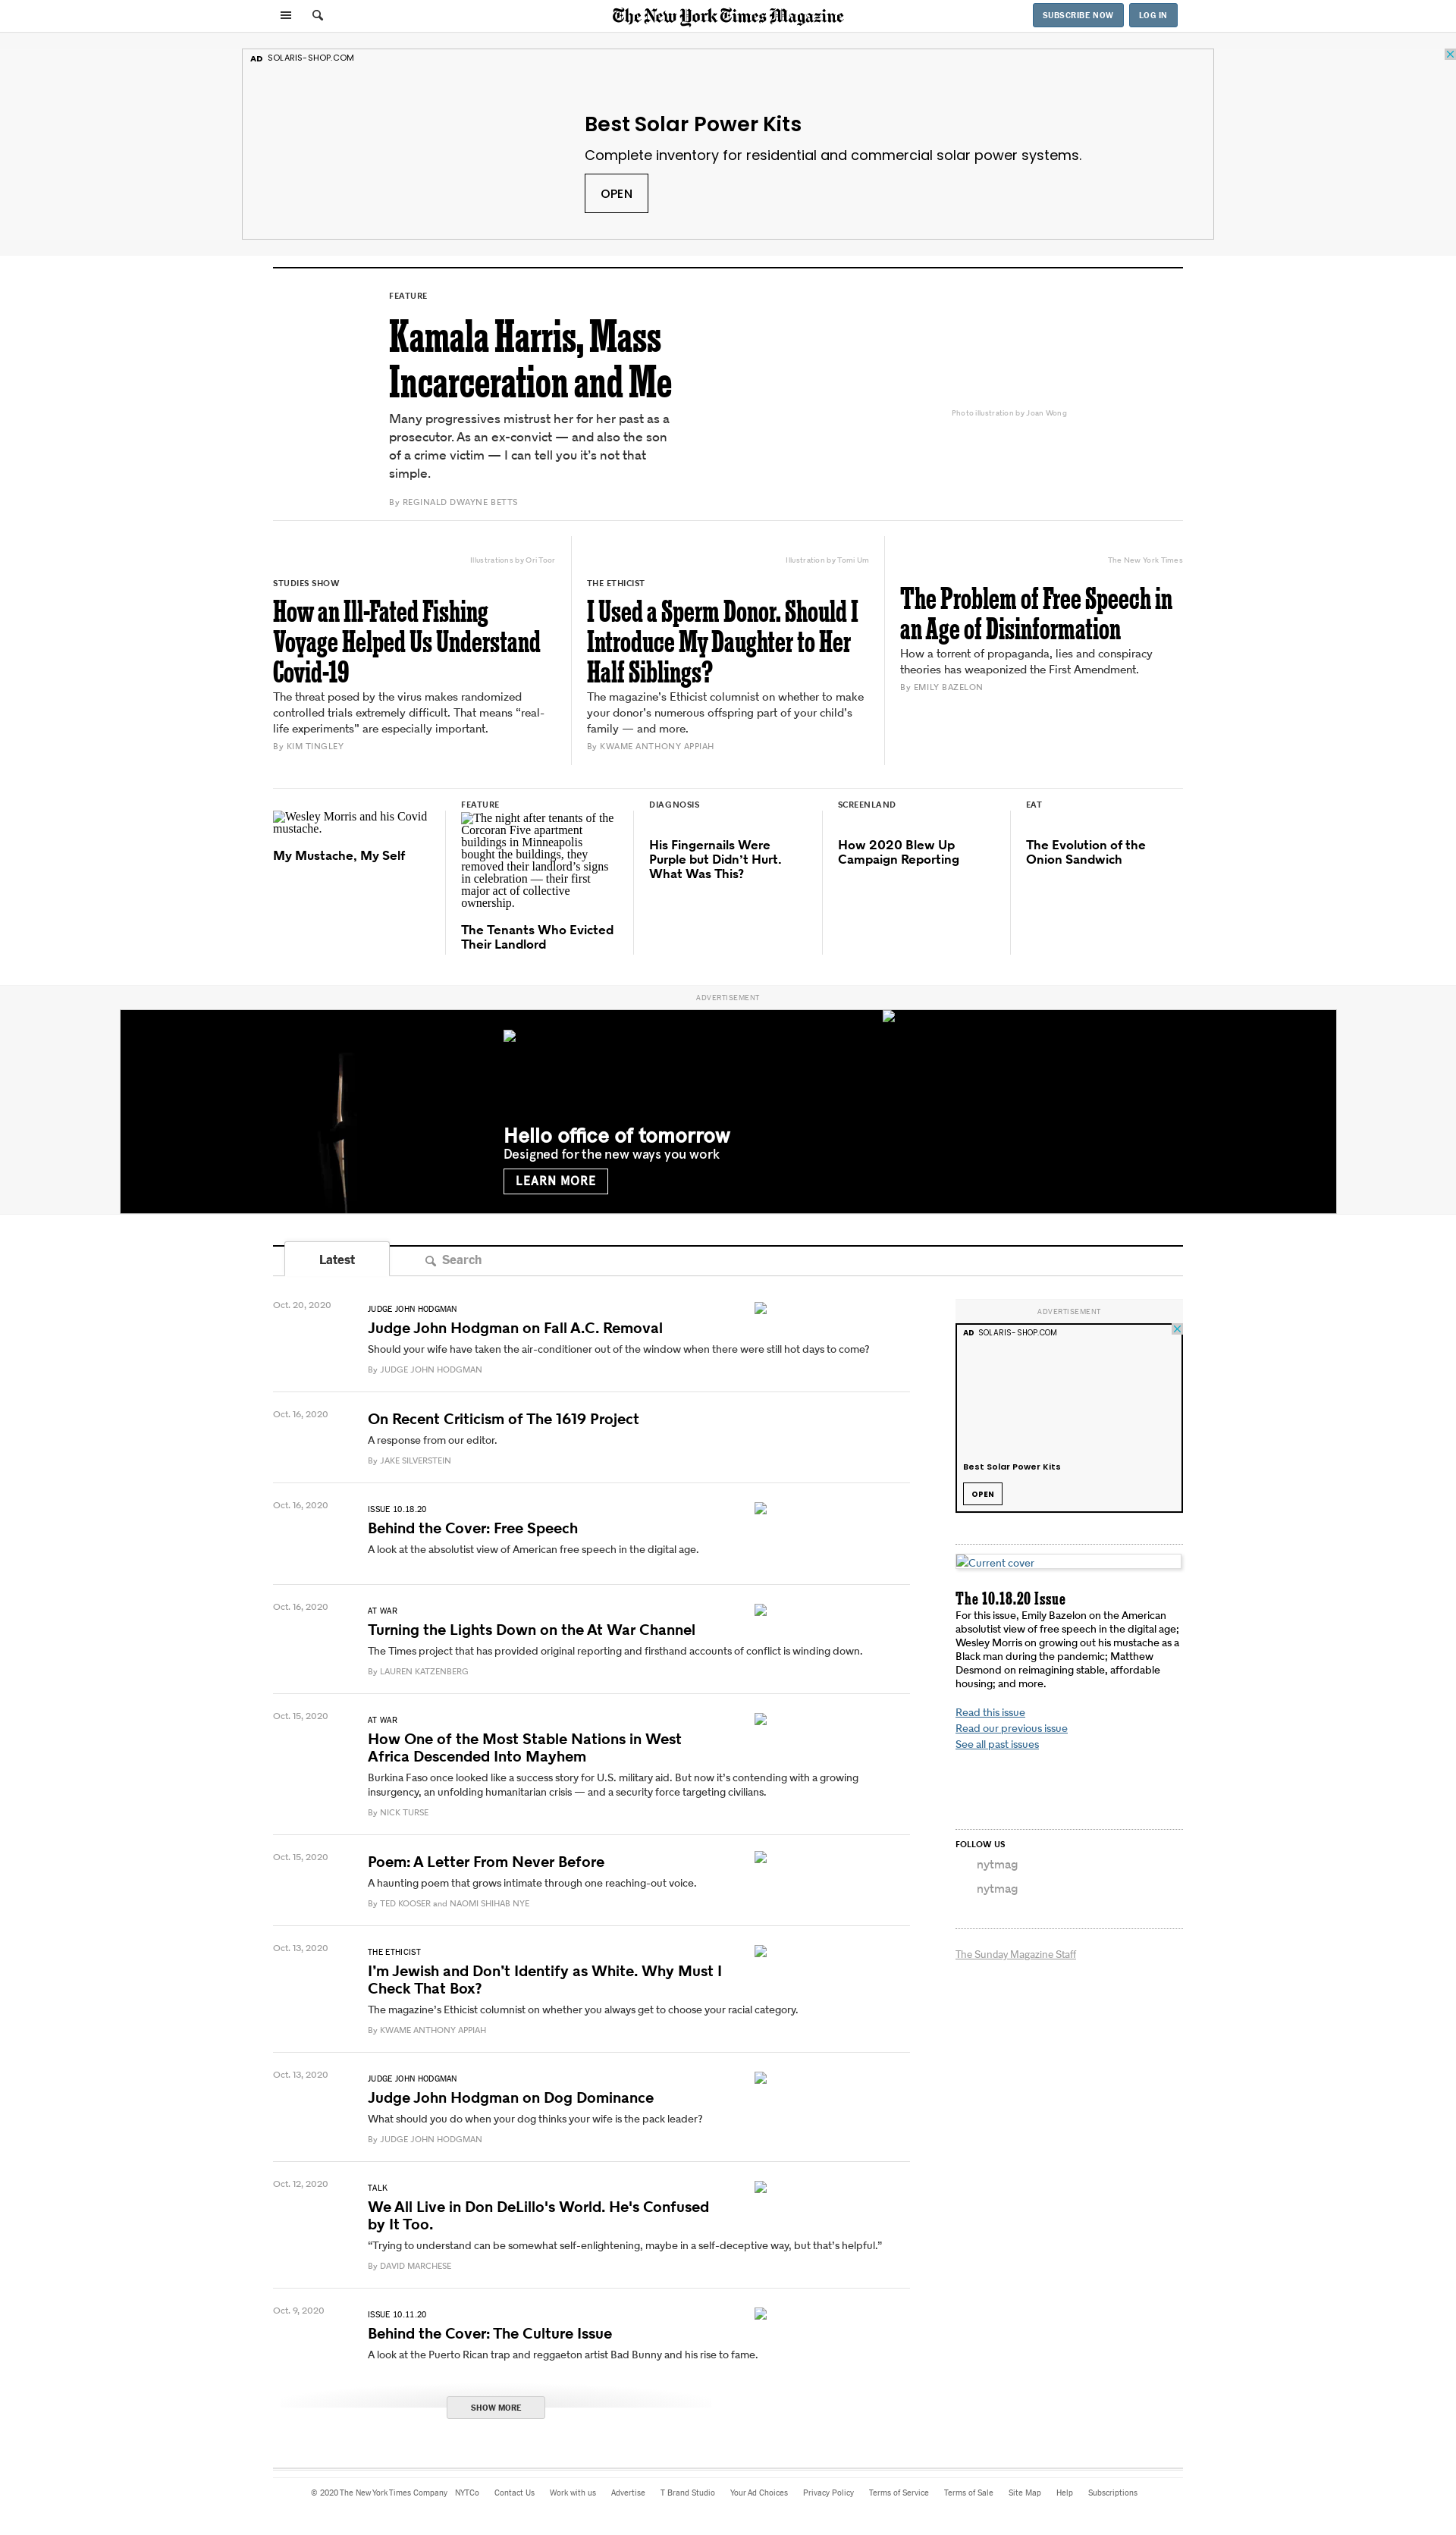 The New York Times Magazine
SUBSCRIBE NOW
LOG IN
AD SOLARIS-SHOP.COM
Best Solar Power Kits
Complete inventory for residential and commercial solar power systems.
OPEN
FEATURE
Kamala Harris, Mass
Incarceration and Me
Many progressives mistrust her for her past as a
prosecutor. As an ex-convict — and also the son
of a crime victim — I can tell you it’s not that
simple.
By REGINALD DWAYNE BETTS
Photo illustration by Joan Wong
Illustrations by Ori Toor
STUDIES SHOW
How an Ill-Fated Fishing
Voyage Helped Us Understand
Covid-19
The threat posed by the virus makes randomized
controlled trials extremely difficult. That means “real-
life experiments” are especially important.
By KIM TINGLEY
Illustration by Tomi Um
THE ETHICIST
I Used a Sperm Donor. Should I
Introduce My Daughter to Her
Half Siblings?
The magazine’s Ethicist columnist on whether to make
your donor’s numerous offspring part of your child’s
family — and more.
By KWAME ANTHONY APPIAH
The New York Times
The Problem of Free Speech in
an Age of Disinformation
How a torrent of propaganda, lies and conspiracy
theories has weaponized the First Amendment.
By EMILY BAZELON
Wesley Morris and his Covid
mustache.
My Mustache, My Self
FEATURE
The night after tenants of the
Corcoran Five apartment
buildings in Minneapolis
bought the buildings, they
removed their landlord’s signs
in celebration — their first
major act of collective
ownership.
The Tenants Who Evicted
Their Landlord
DIAGNOSIS
His Fingernails Were
Purple but Didn’t Hurt.
What Was This?
SCREENLAND
How 2020 Blew Up
Campaign Reporting
EAT
The Evolution of the
Onion Sandwich
ADVERTISEMENT
Hello office of tomorrow
Designed for the new ways you work
LEARN MORE
Latest
Search
Oct. 20, 2020
JUDGE JOHN HODGMAN
Judge John Hodgman on Fall A.C. Removal
Should your wife have taken the air-conditioner out of the window when there were still hot days to come?
By JUDGE JOHN HODGMAN
Oct. 16, 2020
On Recent Criticism of The 1619 Project
A response from our editor.
By JAKE SILVERSTEIN
Oct. 16, 2020
ISSUE 10.18.20
Behind the Cover: Free Speech
A look at the absolutist view of American free speech in the digital age.
Oct. 16, 2020
AT WAR
Turning the Lights Down on the At War Channel
The Times project that has provided original reporting and firsthand accounts of conflict is winding down.
By LAUREN KATZENBERG
Oct. 15, 2020
AT WAR
How One of the Most Stable Nations in West
Africa Descended Into Mayhem
Burkina Faso once looked like a success story for U.S. military aid. But now it’s contending with a growing
insurgency, an unfolding humanitarian crisis — and a security force targeting civilians.
By NICK TURSE
Oct. 15, 2020
Poem: A Letter From Never Before
A haunting poem that grows intimate through one reaching-out voice.
By TED KOOSER and NAOMI SHIHAB NYE
Oct. 13, 2020
THE ETHICIST
I’m Jewish and Don’t Identify as White. Why Must I
Check That Box?
The magazine’s Ethicist columnist on whether you always get to choose your racial category.
By KWAME ANTHONY APPIAH
Oct. 13, 2020
JUDGE JOHN HODGMAN
Judge John Hodgman on Dog Dominance
What should you do when your dog thinks your wife is the pack leader?
By JUDGE JOHN HODGMAN
Oct. 12, 2020
TALK
We All Live in Don DeLillo's World. He's Confused
by It Too.
“Trying to understand can be somewhat self-enlightening, maybe in a self-deceptive way, but that’s helpful.”
By DAVID MARCHESE
Oct. 9, 2020
ISSUE 10.11.20
Behind the Cover: The Culture Issue
A look at the Puerto Rican trap and reggaeton artist Bad Bunny and his rise to fame.
SHOW MORE
ADVERTISEMENT
AD SOLARIS-SHOP.COM
Best Solar Power Kits
OPEN
Current cover
The 10.18.20 Issue
For this issue, Emily Bazelon on the American
absolutist view of free speech in the digital age;
Wesley Morris on growing out his mustache as a
Black man during the pandemic; Matthew
Desmond on reimagining stable, affordable
housing; and more.
Read this issue
Read our previous issue
See all past issues
FOLLOW US
nytmag
nytmag
The Sunday Magazine Staff
© 2020 The New York Times Company NYTCo Contact Us Work with us Advertise T Brand Studio Your Ad Choices Privacy Policy Terms of Service Terms of Sale Site Map Help Subscriptions